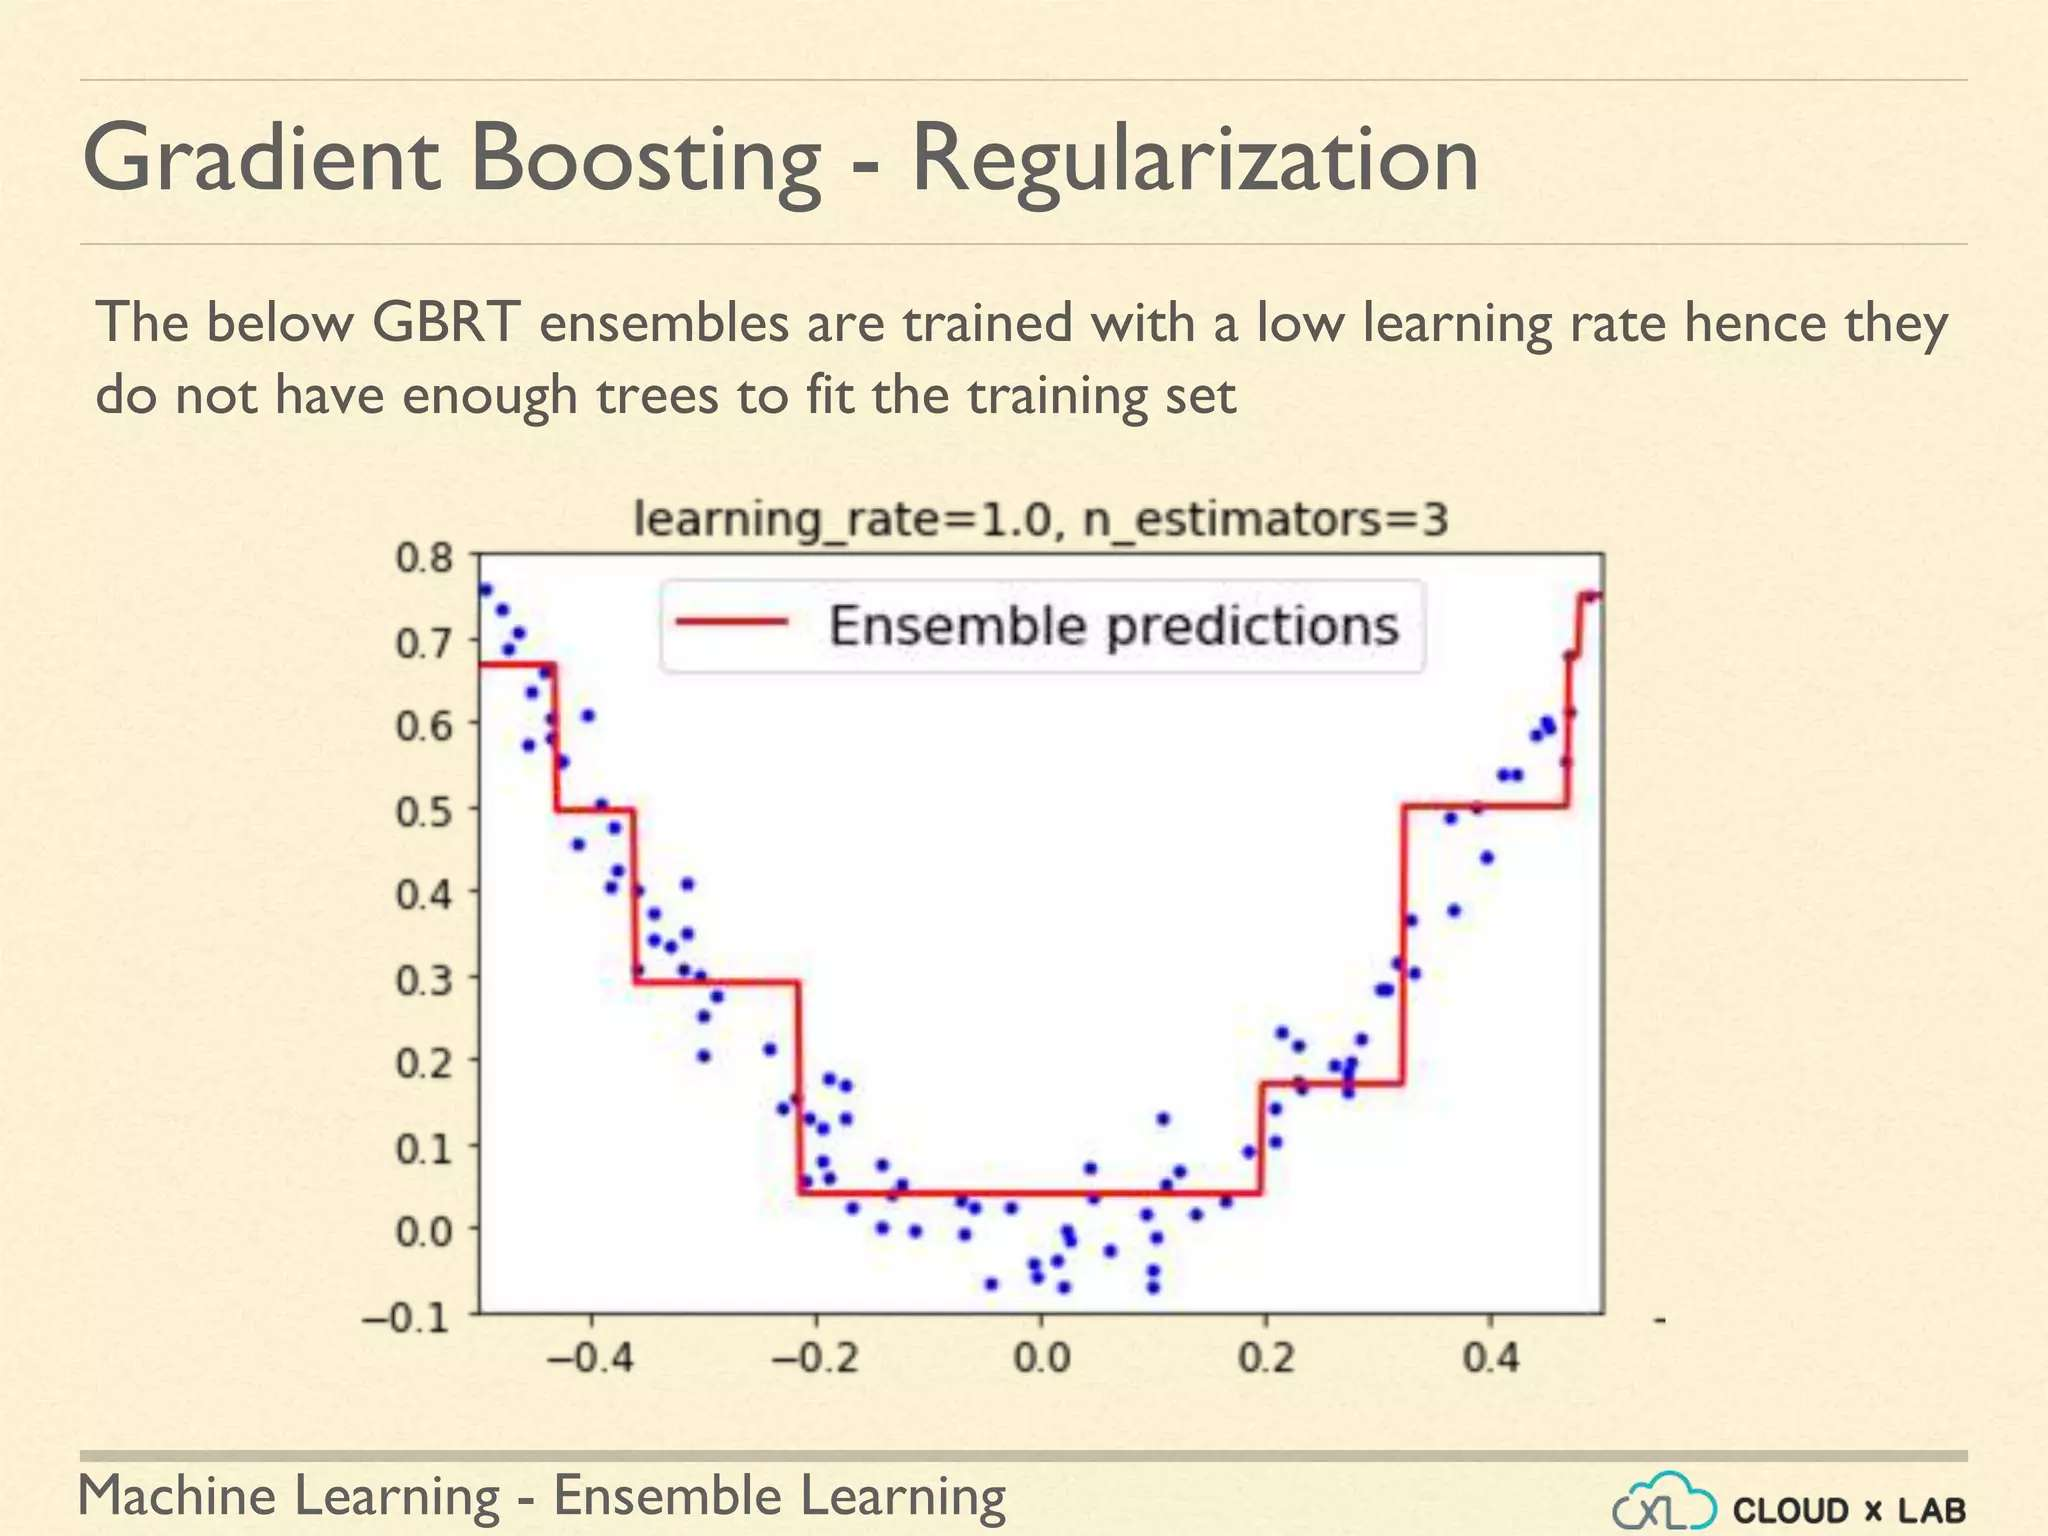 Gradient Boosting - Regularization
The below GBRT ensembles are trained with a low learning rate hence they
do not have enough trees to fit the training set
learning_rate=1.0, n_estimators=3
Ensemble predictions
0.8
0.7
0.6
0.5
0.4
0.3
0.2
0.1
0.0
−0.1
-
−0.4 −0.2 0.0 0.2 0.4
Machine Learning - Ensemble Learning
CXL CLOUD x LAB